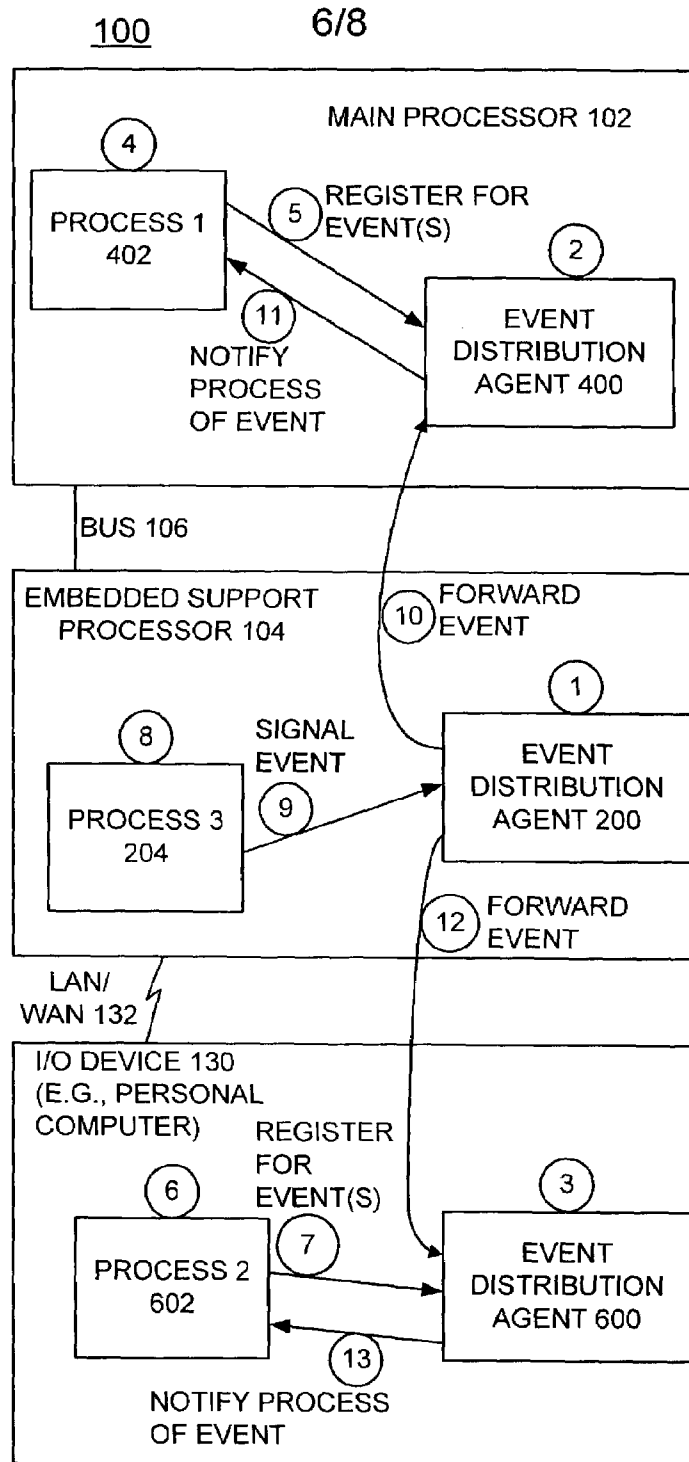 100
6/8
MAIN PROCESSOR 102
4
PROCESS 1
402
5
REGISTER FOR
EVENT(S)
2
EVENT
DISTRIBUTION
AGENT 400
11
NOTIFY
PROCESS
OF EVENT
BUS 106
EMBEDDED SUPPORT
PROCESSOR 104
10
FORWARD
EVENT
1
EVENT
DISTRIBUTION
AGENT 200
8
PROCESS 3
204
SIGNAL
EVENT
9
12
FORWARD
EVENT
LAN/
WAN 132
I/O DEVICE 130
(E.G., PERSONAL
COMPUTER)
REGISTER
FOR
EVENT(S)
6
PROCESS 2
602
7
3
EVENT
DISTRIBUTION
AGENT 600
13
NOTIFY PROCESS
OF EVENT